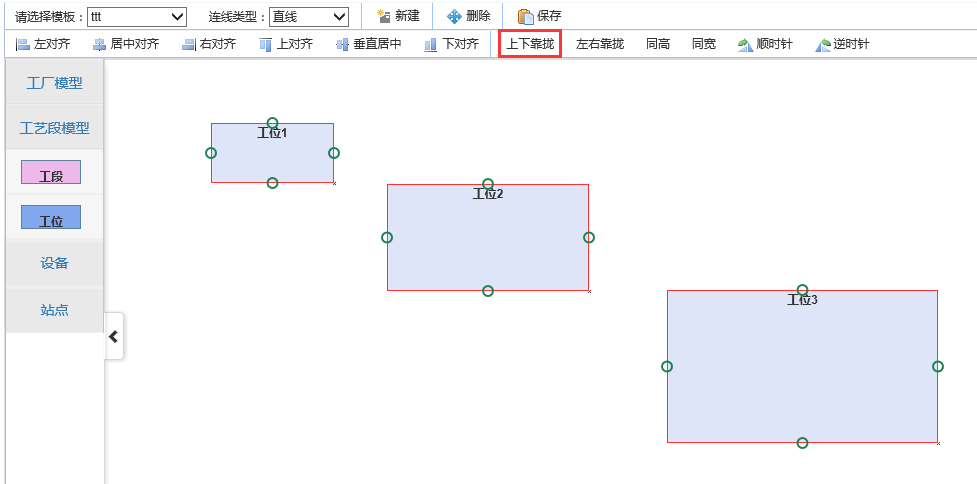 请选择模板： ttt 连线类型： 直线 新建 删除 保存
左对齐 居中对齐 右对齐 上对齐 垂直居中 下对齐 上下靠拢 左右靠拢 同高 同宽 顺时针 逆时针
工厂模型
工艺段模型
工段
工位
设备
站点
工位1
工位2
工位3